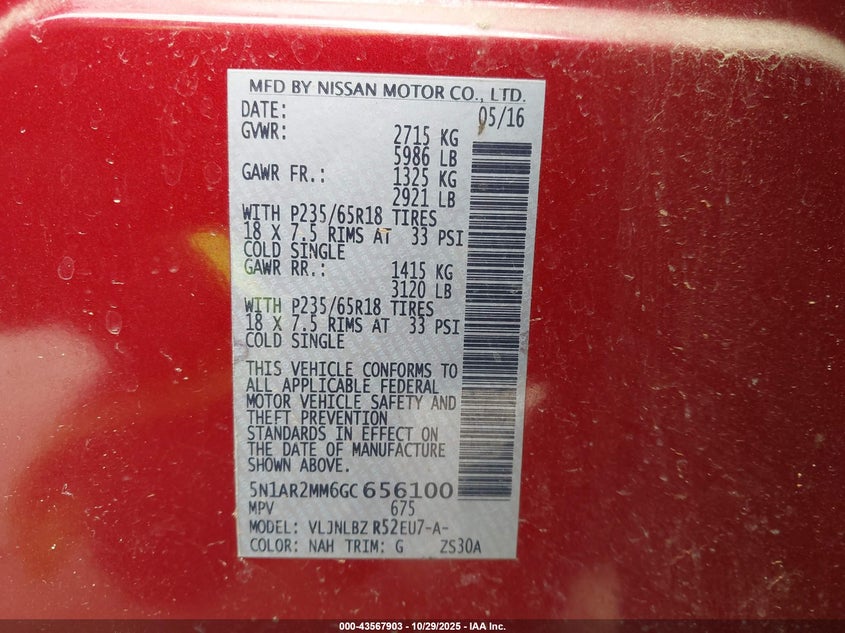 MFD BY NISSAN MOTOR CO., LTD.
DATE: 05/16
GVWR: 2715 KG
5986 LB
GAWR FR.: 1325 KG
2921 LB
WITH P235/65R18 TIRES
18 X 7.5 RIMS AT 33 PSI
COLD SINGLE
GAWR RR.: 1415 KG
3120 LB
WITH P235/65R18 TIRES
18 X 7.5 RIMS AT 33 PSI
COLD SINGLE
THIS VEHICLE CONFORMS TO
ALL APPLICABLE FEDERAL
MOTOR VEHICLE SAFETY AND
THEFT PREVENTION
STANDARDS IN EFFECT ON
THE DATE OF MANUFACTURE
SHOWN ABOVE.
5N1AR2MM6GC656100
MPV 675
MODEL: VLJNLBZ R52EU7-A-
COLOR: NAH TRIM: G ZS30A
000-43567903 - 10/29/2025 - IAA Inc.